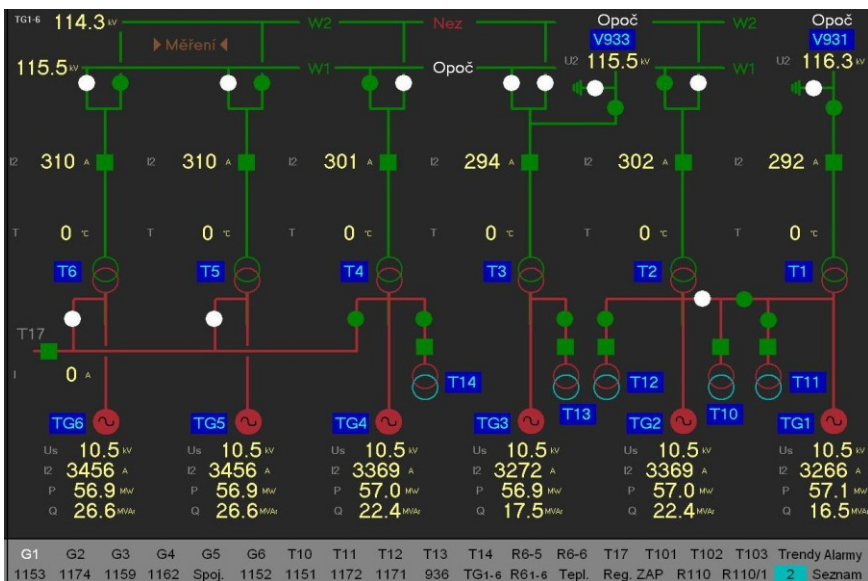 TG1-6 114.3 kV W2 Nez Opoč Opoč
V933 W2 V931
Měření
115.5 kV W1 Opoč U2 115.5 kV W1 U2 116.3 kV
I2 310 A I2 310 A I2 301 A I2 294 A I2 302 A I2 292 A
T 0 °C T 0 °C T 0 °C T 0 °C T 0 °C T 0 °C
T6 T5 T4 T3 T2 T1
T17
I 0 A T14 T13 T12 T10 T11
TG6 TG5 TG4 TG3 TG2 TG1
Us 10.5 kV Us 10.5 kV Us 10.5 kV Us 10.5 kV Us 10.5 kV Us 10.5 kV
I2 3456 A I2 3456 A I2 3369 A I2 3272 A I2 3369 A I2 3266 A
P 56.9 MW P 56.9 MW P 57.0 MW P 56.9 MW P 57.0 MW P 57.1 MW
Q 26.6 MVAr Q 26.6 MVAr Q 22.4 MVAr Q 17.5 MVAr Q 22.4 MVAr Q 16.5 MVAr
G1 G2 G3 G4 G5 G6 T10 T11 T12 T13 T14 R6-5 R6-6 T17 T101 T102 T103 Trendy Alarmy
1153 1174 1159 1162 Spoj. 1152 1151 1172 1171 936 TG1-6 R61-6 Tepl. Reg. ZAP R110 R110/1 2 Seznam